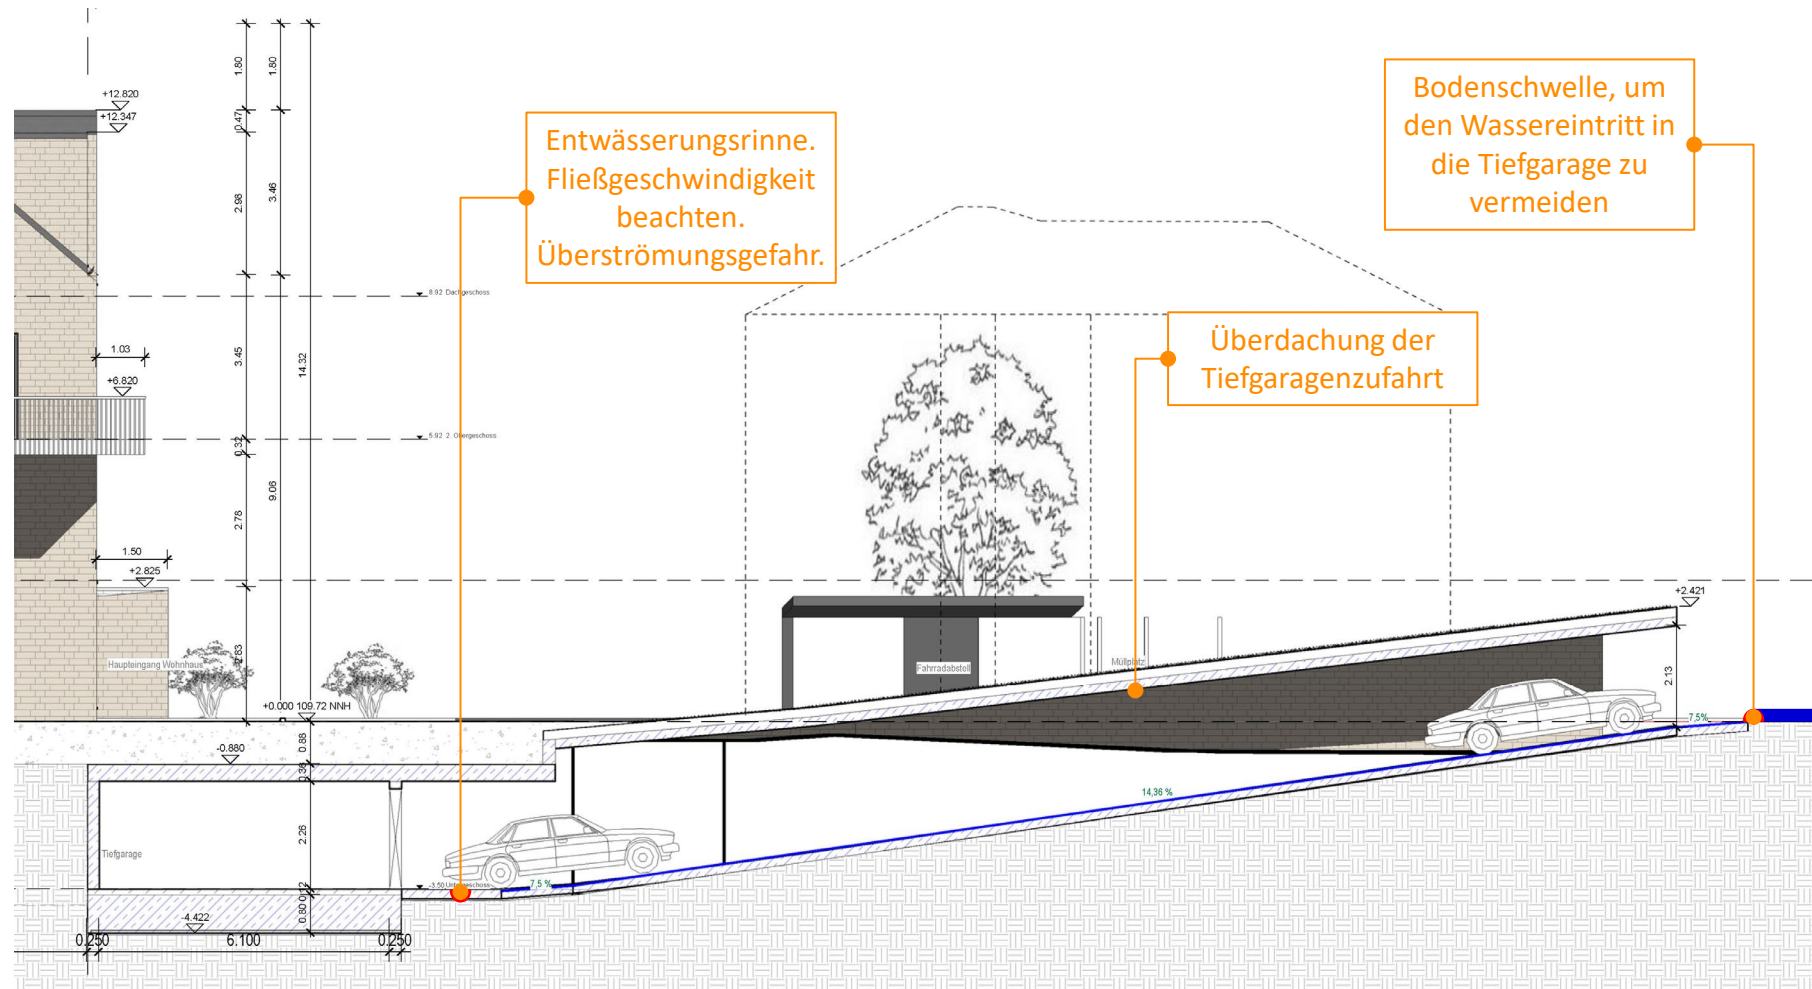 1.80
1.80
+12.820
+12.347
0.47
Entwässerungsrinne.
Fließgeschwindigkeit
beachten.
Überströmungsgefahr.
Bodenschwelle, um
den Wassereintritt in
die Tiefgarage zu
vermeiden
2.98
3.46
8.92 Dachgeschoss
1.03
3.45
14.32
+6.820
Überdachung der
Tiefgaragenzufahrt
0.32
5.92 2. Obergeschoss
9.06
2.78
1.50
+2.825
+2.421
Haupteingang Wohnhaus
2.83
Fahrradabstell
Müllplatz
2.13
+0.000 109.72 NNH
7,5%
0.88
-0.880
0.36
14,36 %
2.26
Tiefgarage
-3.50 Untergeschoss
7,5 %
0.12
0.80
-4.422
0.250
6.100
0.250